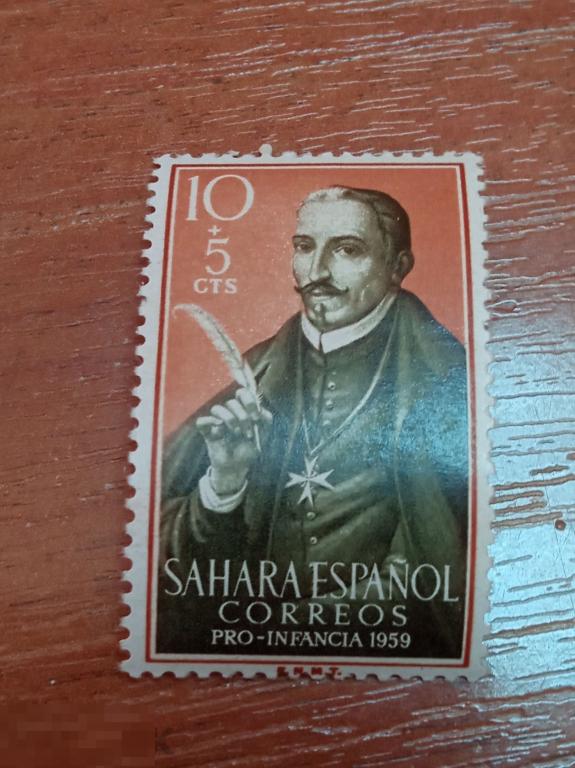 10
+
5
CTS
SAHARA ESPAÑOL
CORREOS
PRO-INFANCIA 1959
F.N.M.T.